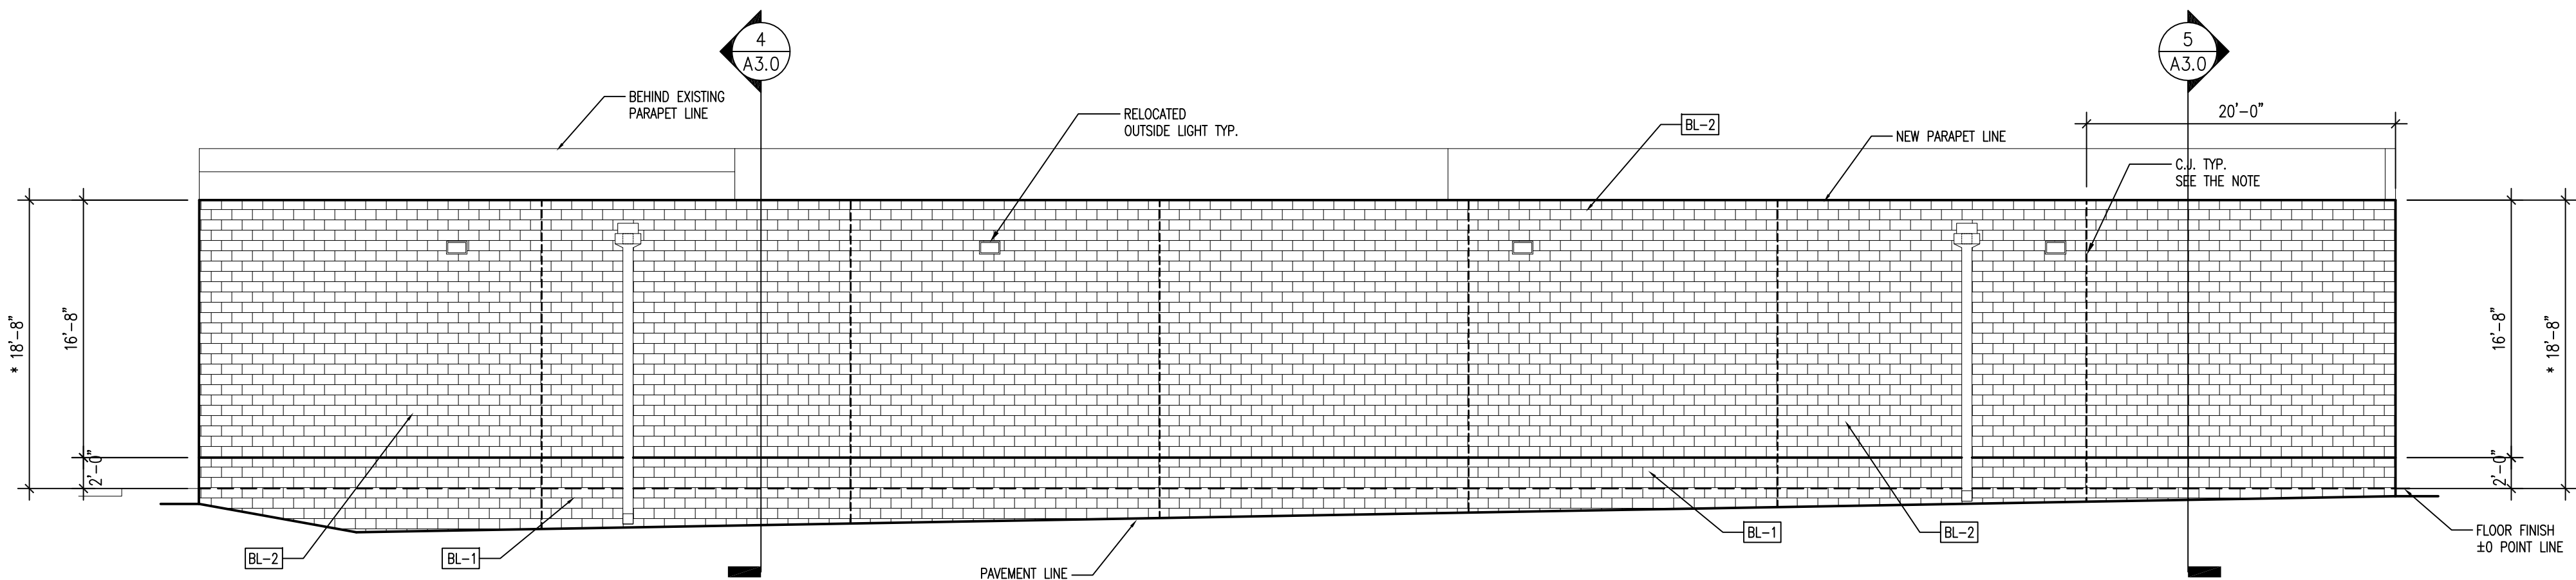 4
A3.0
5
A3.0
BEHIND EXISTING
PARAPET LINE
RELOCATED
OUTSIDE LIGHT TYP.
BL-2
NEW PARAPET LINE
20'-0"
C.J. TYP.
SEE THE NOTE
* 18'-8"
16'-8"
2'-0"
16'-8"
* 18'-8"
2'-0"
BL-2
BL-1
PAVEMENT LINE
BL-1
BL-2
FLOOR FINISH
±0 POINT LINE